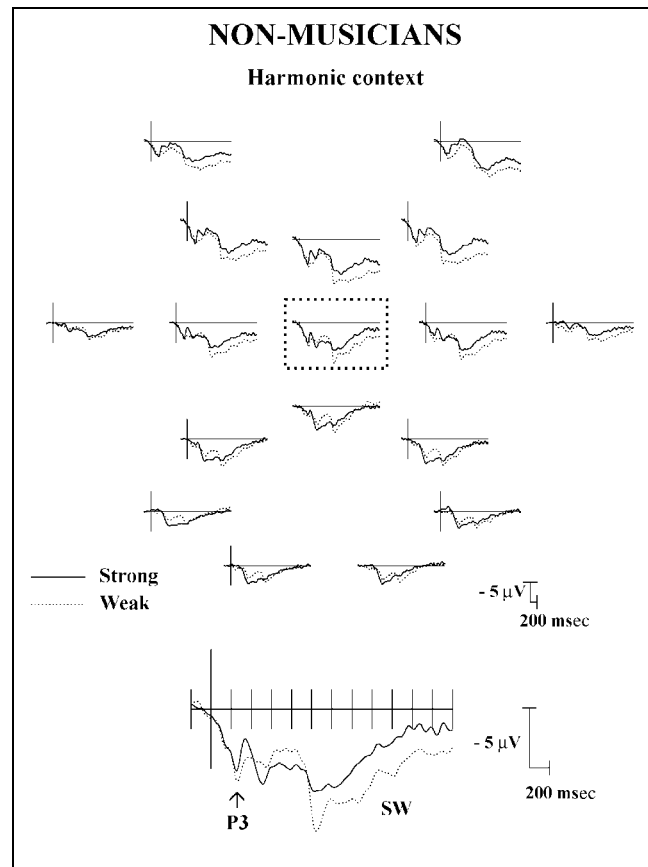 NON-MUSICIANS
Harmonic context
Strong
Weak
- 5 µV
200 msec
- 5 µV
200 msec
P3
SW